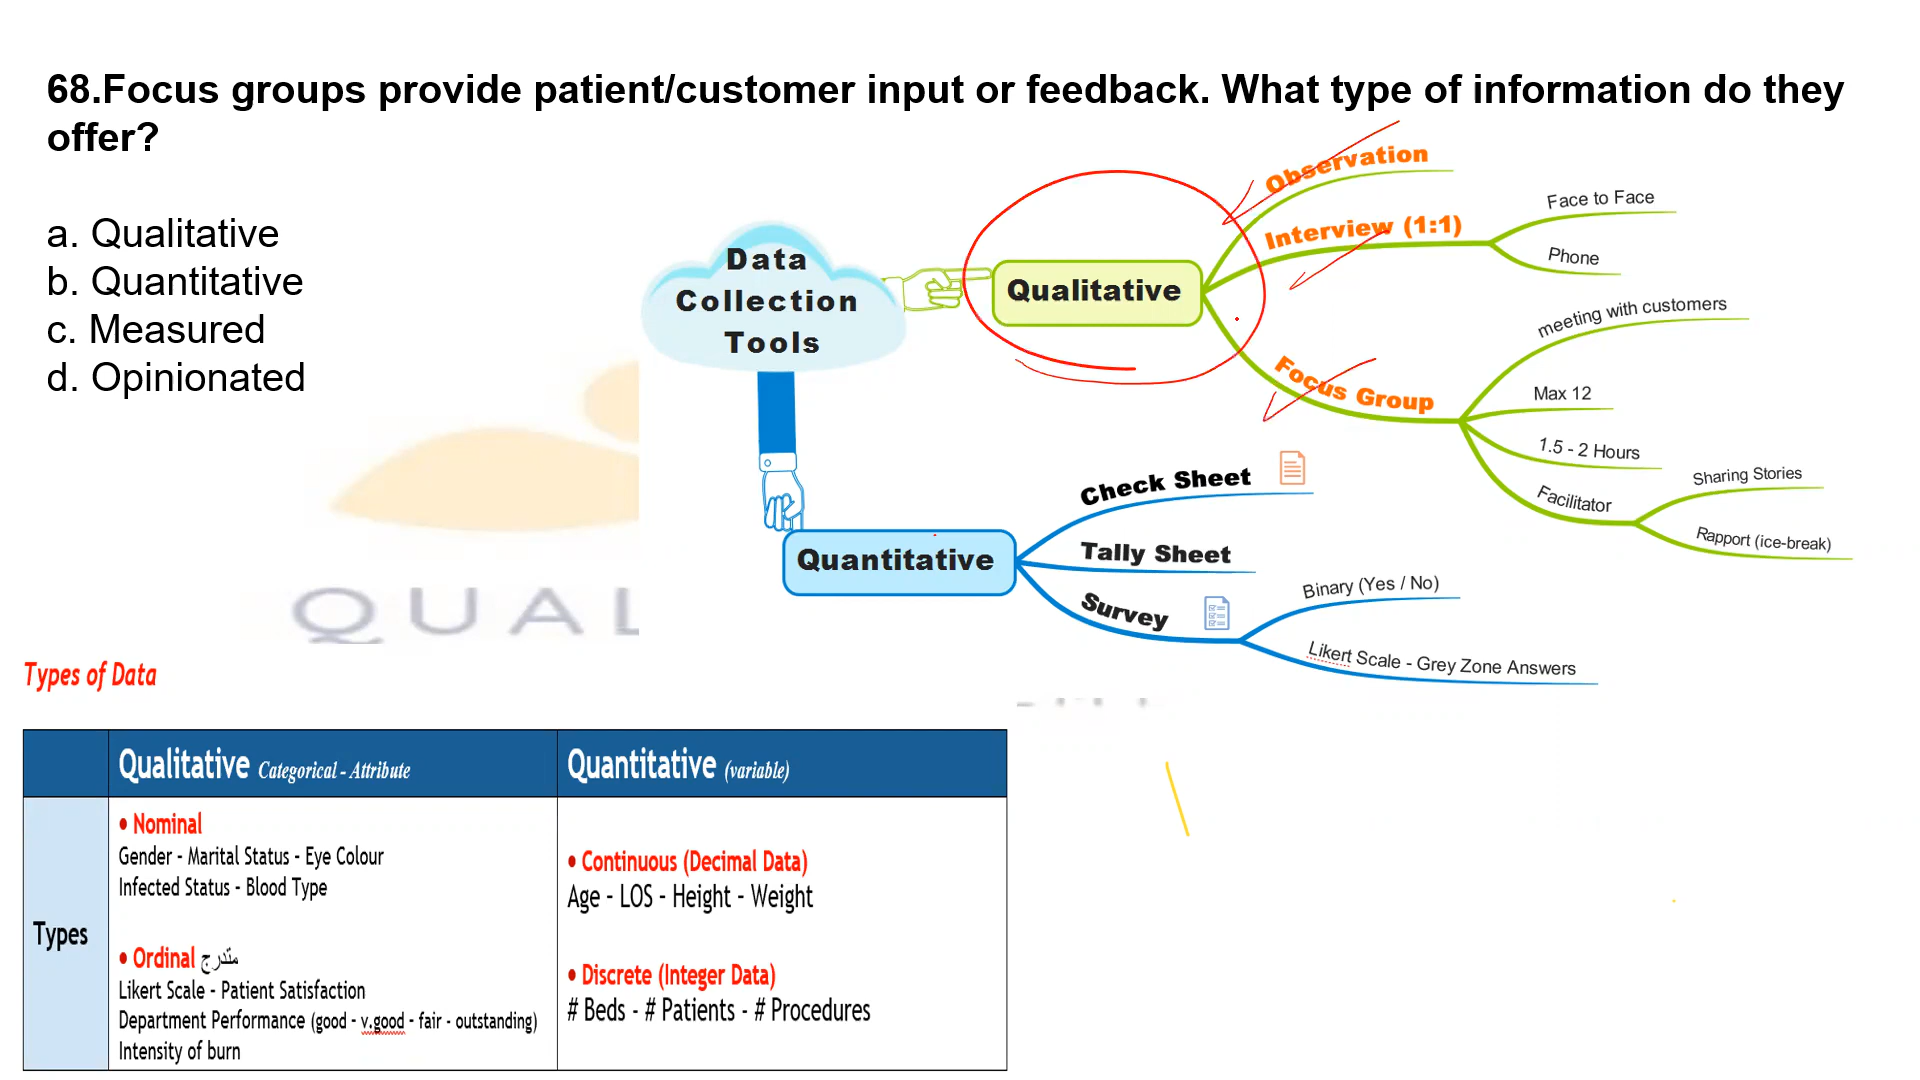 68.Focus groups provide patient/customer input or feedback. What type of information do they
offer?
a. Qualitative
b. Quantitative
c. Measured
d. Opinionated
Data
Collection
Tools
Qualitative
Observation
Interview (1:1)
Face to Face
Phone
Focus Group
meeting with customers
Max 12
1.5 - 2 Hours
Facilitator
Sharing Stories
Rapport (ice-break)
Quantitative
Check Sheet
Tally Sheet
Survey
Binary (Yes / No)
Likert Scale - Grey Zone Answers
QUAL
Types of Data
Qualitative Categorical - Attribute
Quantitative (variable)
Types
• Nominal
Gender - Marital Status - Eye Colour
Infected Status - Blood Type
• Ordinal متدرج
Likert Scale - Patient Satisfaction
Department Performance (good - v.good - fair - outstanding)
Intensity of burn
• Continuous (Decimal Data)
Age - LOS - Height - Weight
• Discrete (Integer Data)
# Beds - # Patients - # Procedures